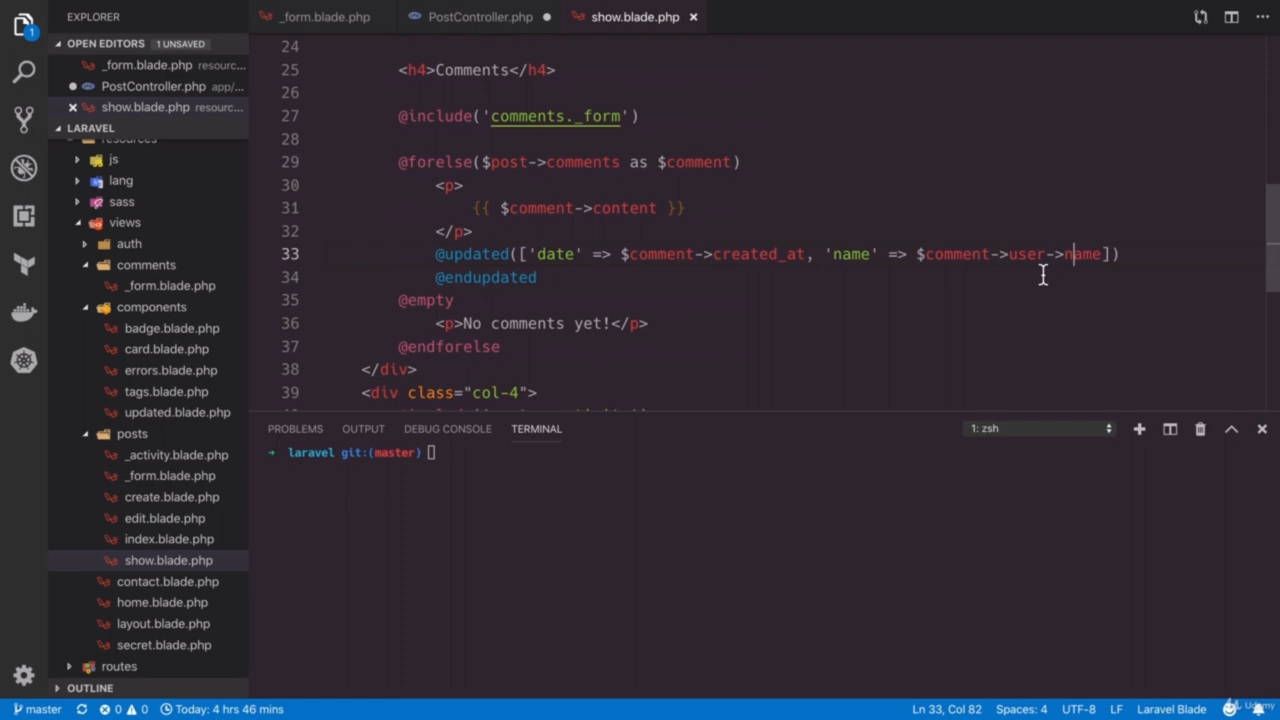 EXPLORER
_form.blade.php
PostController.php
show.blade.php
1
OPEN EDITORS 1 UNSAVED
_form.blade.php resourc...
PostController.php app/...
show.blade.php resourc...
LARAVEL
resources
js
lang
sass
views
auth
comments
_form.blade.php
components
badge.blade.php
card.blade.php
errors.blade.php
tags.blade.php
updated.blade.php
posts
_activity.blade.php
_form.blade.php
create.blade.php
edit.blade.php
index.blade.php
show.blade.php
contact.blade.php
home.blade.php
layout.blade.php
secret.blade.php
routes
OUTLINE
24
25 <h4>Comments</h4>
26
27 @include('comments._form')
28
29 @forelse($post->comments as $comment)
30 <p>
31 {{ $comment->content }}
32 </p>
33 @updated(['date' => $comment->created_at, 'name' => $comment->user->name])
34 @endupdated
35 @empty
36 <p>No comments yet!</p>
37 @endforelse
38 </div>
39 <div class="col-4">
PROBLEMS OUTPUT DEBUG CONSOLE TERMINAL 1: zsh
➜ laravel git:(master)
master 0 0 Today: 4 hrs 46 mins Ln 33, Col 82 Spaces: 4 UTF-8 LF Laravel Blade
Udemy